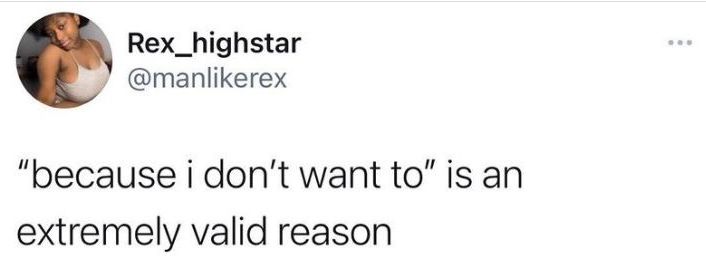 Rex_highstar
@manlikerex
“because i don’t want to” is an
extremely valid reason